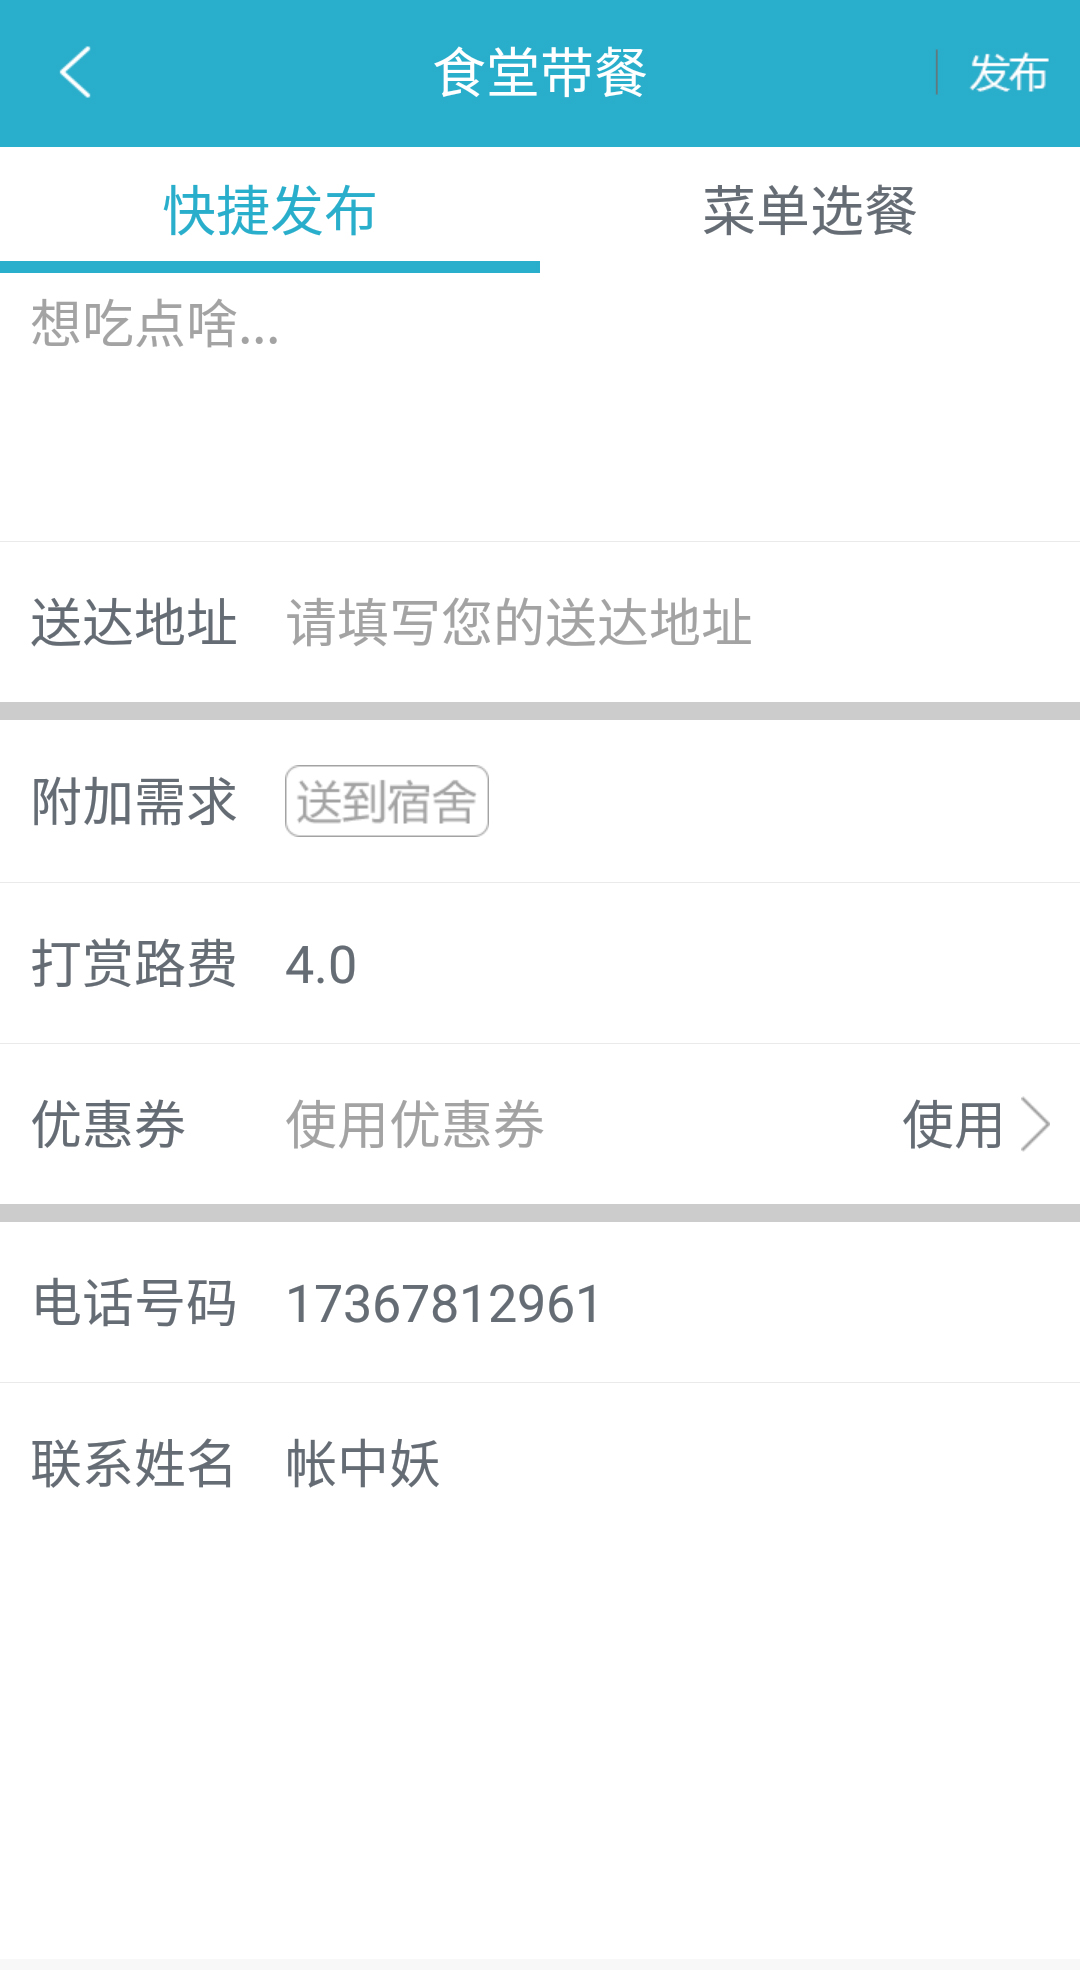 食堂带餐
发布
快捷发布
菜单选餐
想吃点啥...
送达地址 请填写您的送达地址
附加需求 送到宿舍
打赏路费 4.0
优惠券 使用优惠券 使用
电话号码 17367812961
联系姓名 帐中妖